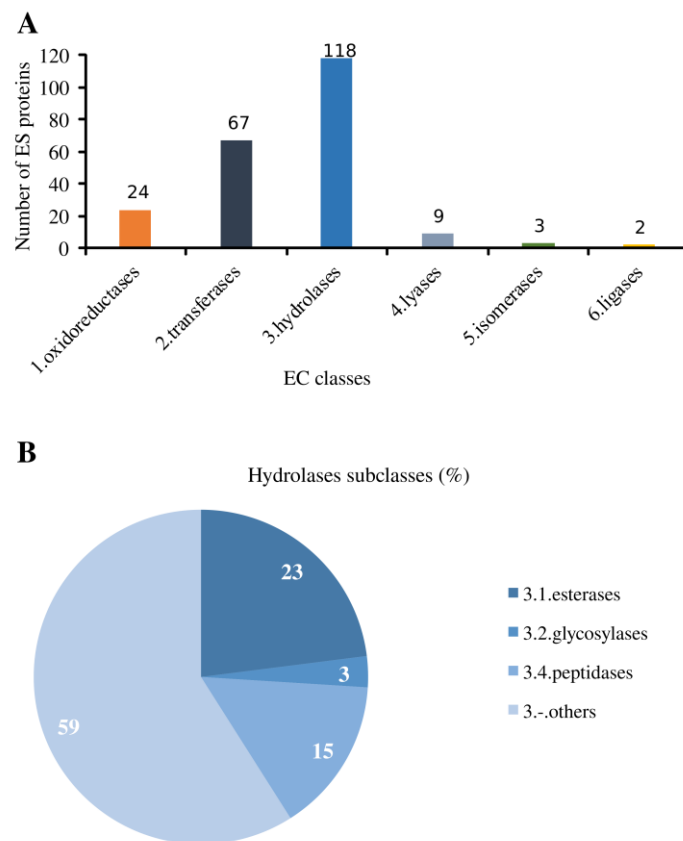 A
Number of ES proteins
120
100
80
60
40
20
0
24
67
118
9
3
2
1.oxidoreductases
2.transferases
3.hydrolases
4.lyases
5.isomerases
6.ligases
EC classes
B
Hydrolases subclasses (%)
23
3
15
59
3.1.esterases
3.2.glycosylases
3.4.peptidases
3.-.others